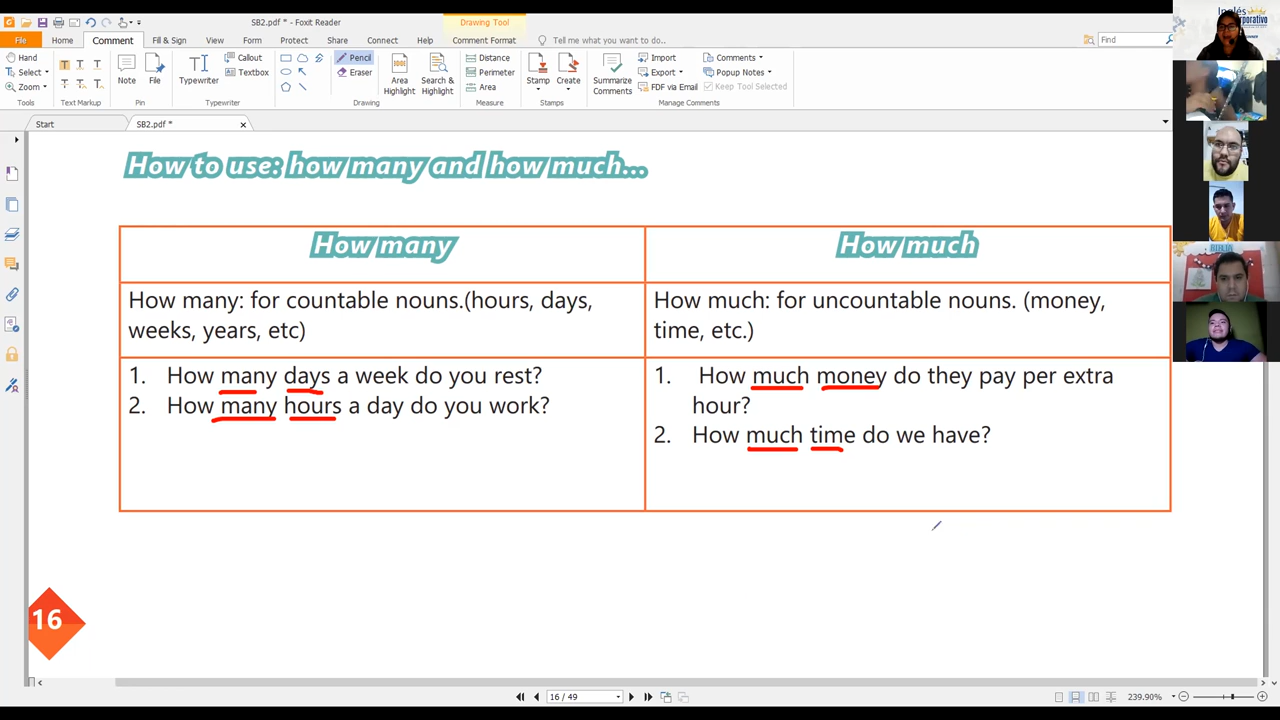 SB2.pdf * - Foxit Reader
Drawing Tool
File Home Comment Fill & Sign View Form Protect Share Connect Help Comment Format Tell me what you want to do.. Find
Hand
Select
Zoom
Tools
Text Markup
Note
File
Pin
Typewriter
Callout
Textbox
Typewriter
Pencil
Eraser
Drawing
Area Highlight
Search & Highlight
Distance
Perimeter
Area
Measure
Stamp
Create
Stamps
Summarize Comments
Import
Export
FDF via Email
Comments
Popup Notes
Keep Tool Selected
Manage Comments
Start SB2.pdf *
How to use: how many and how much...
How many
How much
How many: for countable nouns.(hours, days,
weeks, years, etc)
How much: for uncountable nouns. (money,
time, etc.)
1. How many days a week do you rest?
2. How many hours a day do you work?
1. How much money do they pay per extra
hour?
2. How much time do we have?
16
16 / 49
239.90%
Inglés